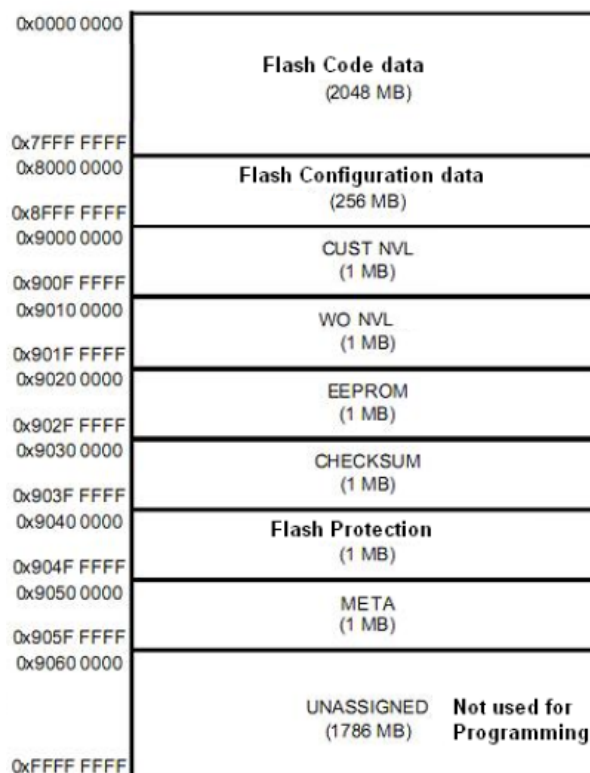 0x0000 0000
Flash Code data
(2048 MB)
0x7FFF FFFF
0x8000 0000
Flash Configuration data
(256 MB)
0x8FFF FFFF
0x9000 0000
CUST NVL
(1 MB)
0x900F FFFF
0x9010 0000
WO NVL
(1 MB)
0x901F FFFF
0x9020 0000
EEPROM
(1 MB)
0x902F FFFF
0x9030 0000
CHECKSUM
(1 MB)
0x903F FFFF
0x9040 0000
Flash Protection
(1 MB)
0x904F FFFF
0x9050 0000
META
(1 MB)
0x905F FFFF
0x9060 0000
UNASSIGNED Not used for
(1786 MB) Programming
0xFFFF FFFF